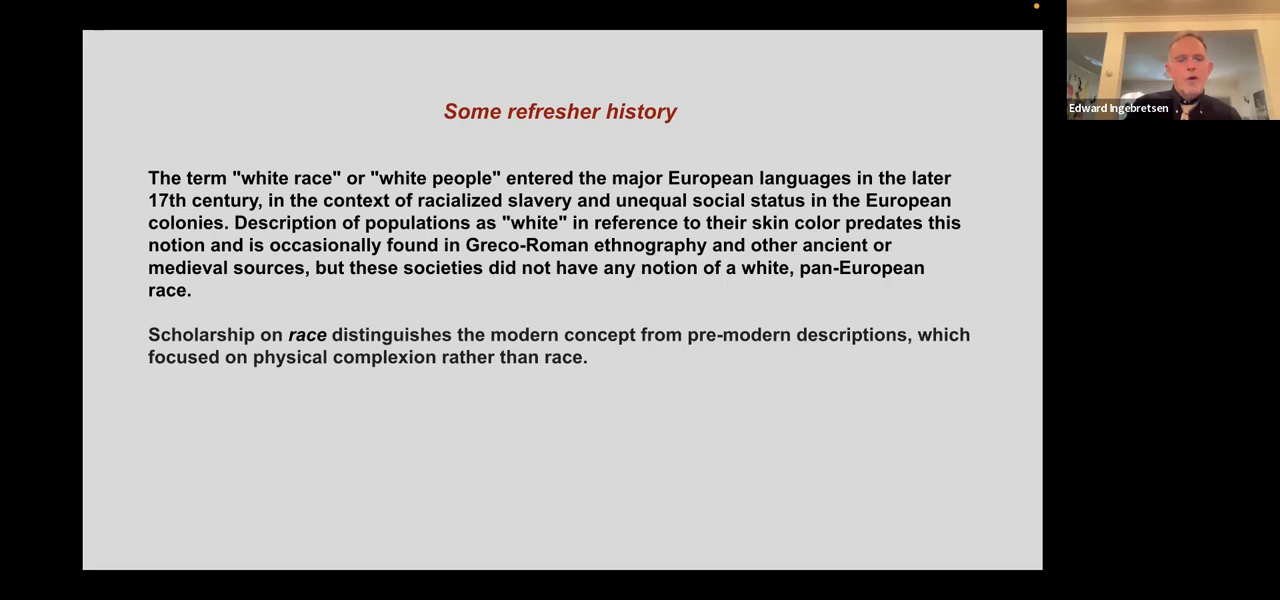 Some refresher history
The term "white race" or "white people" entered the major European languages in the later
17th century, in the context of racialized slavery and unequal social status in the European
colonies. Description of populations as "white" in reference to their skin color predates this
notion and is occasionally found in Greco-Roman ethnography and other ancient or
medieval sources, but these societies did not have any notion of a white, pan-European
race.
Scholarship on race distinguishes the modern concept from pre-modern descriptions, which
focused on physical complexion rather than race.
Edward Ingebretsen